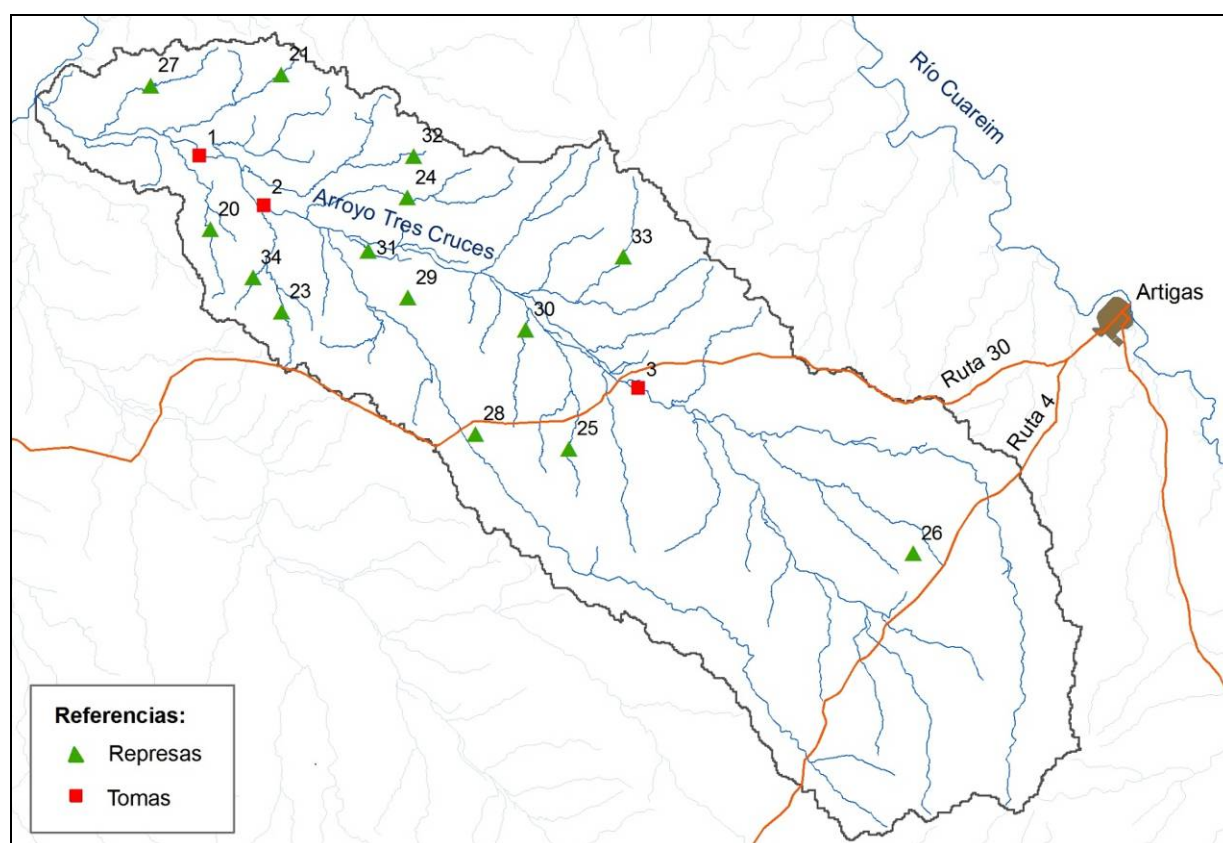 21
27
Río Cuareim
1
32
24
2
Arroyo Tres Cruces
20
33
31
34
29
Artigas
23
30
3
Ruta 30
28
25
Ruta 4
26
Referencias:
Represas
Tomas